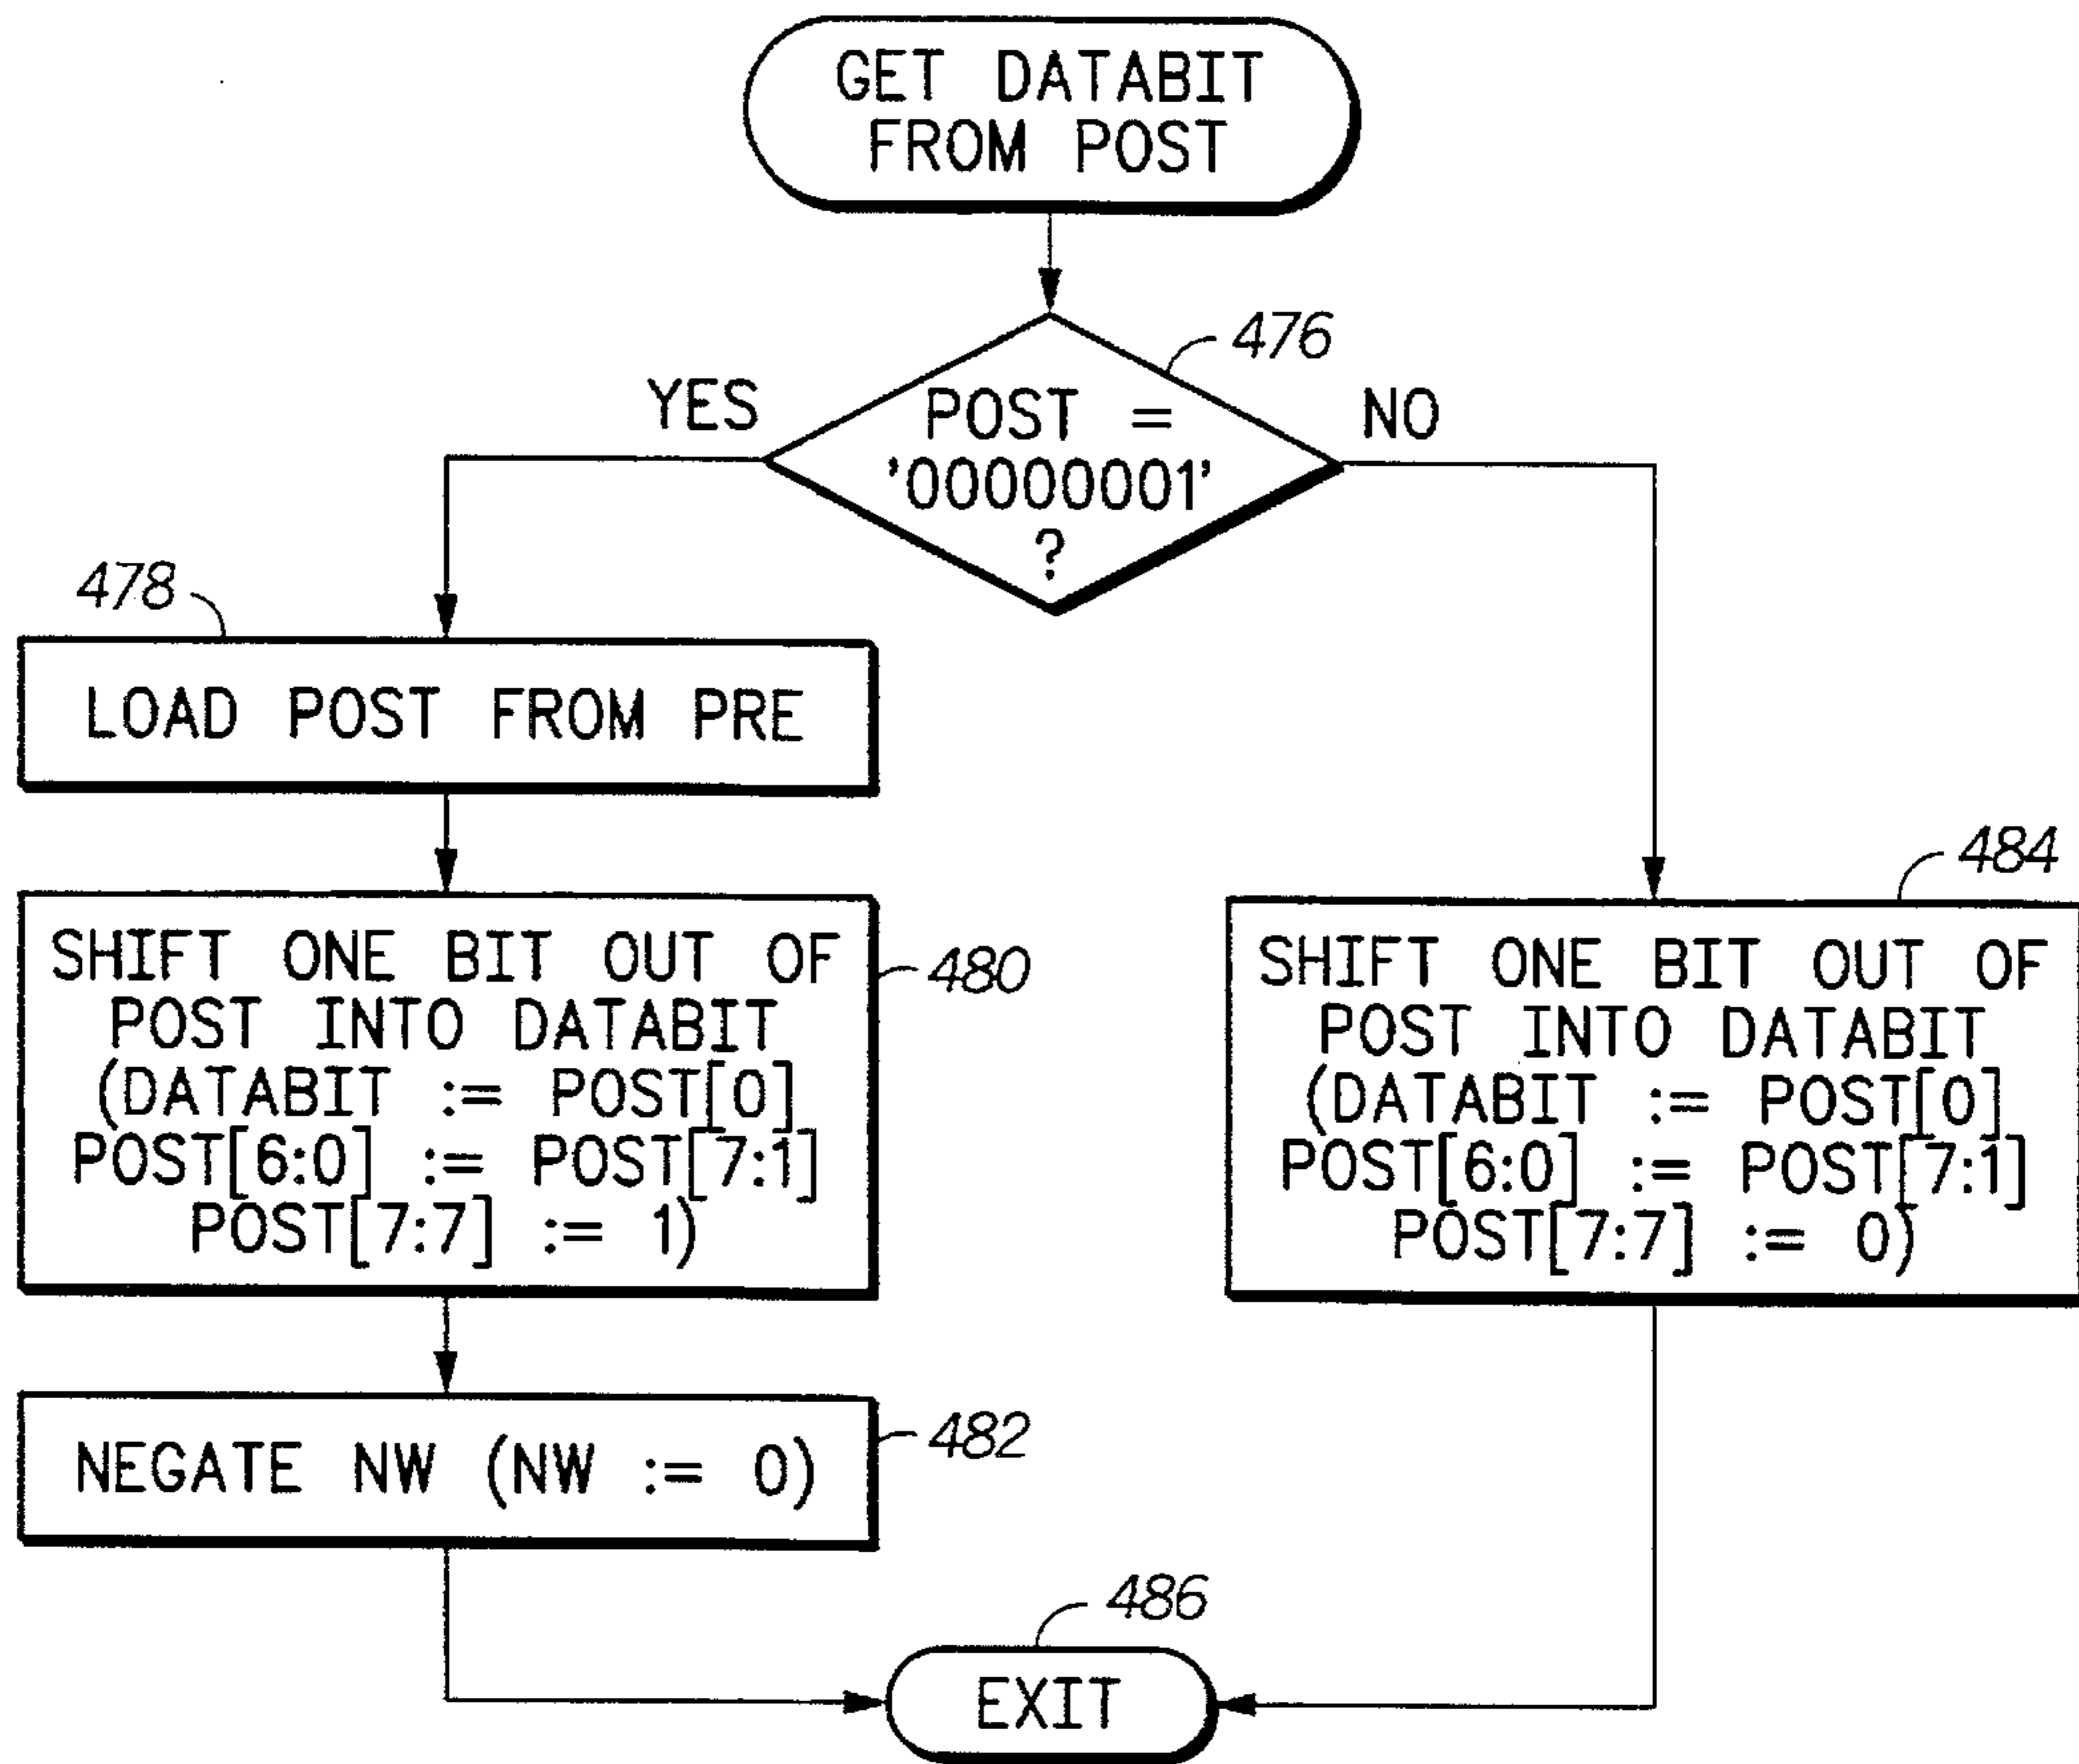 GET DATABIT
FROM POST
476
YES
POST =
'00000001'
?
NO
478
LOAD POST FROM PRE
SHIFT ONE BIT OUT OF
POST INTO DATABIT
(DATABIT := POST[0]
POST[6:0] := POST[7:1]
POST[7:7] := 1)
480
484
SHIFT ONE BIT OUT OF
POST INTO DATABIT
(DATABIT := POST[0]
POST[6:0] := POST[7:1]
POST[7:7] := 0)
NEGATE NW (NW := 0)
482
486
EXIT